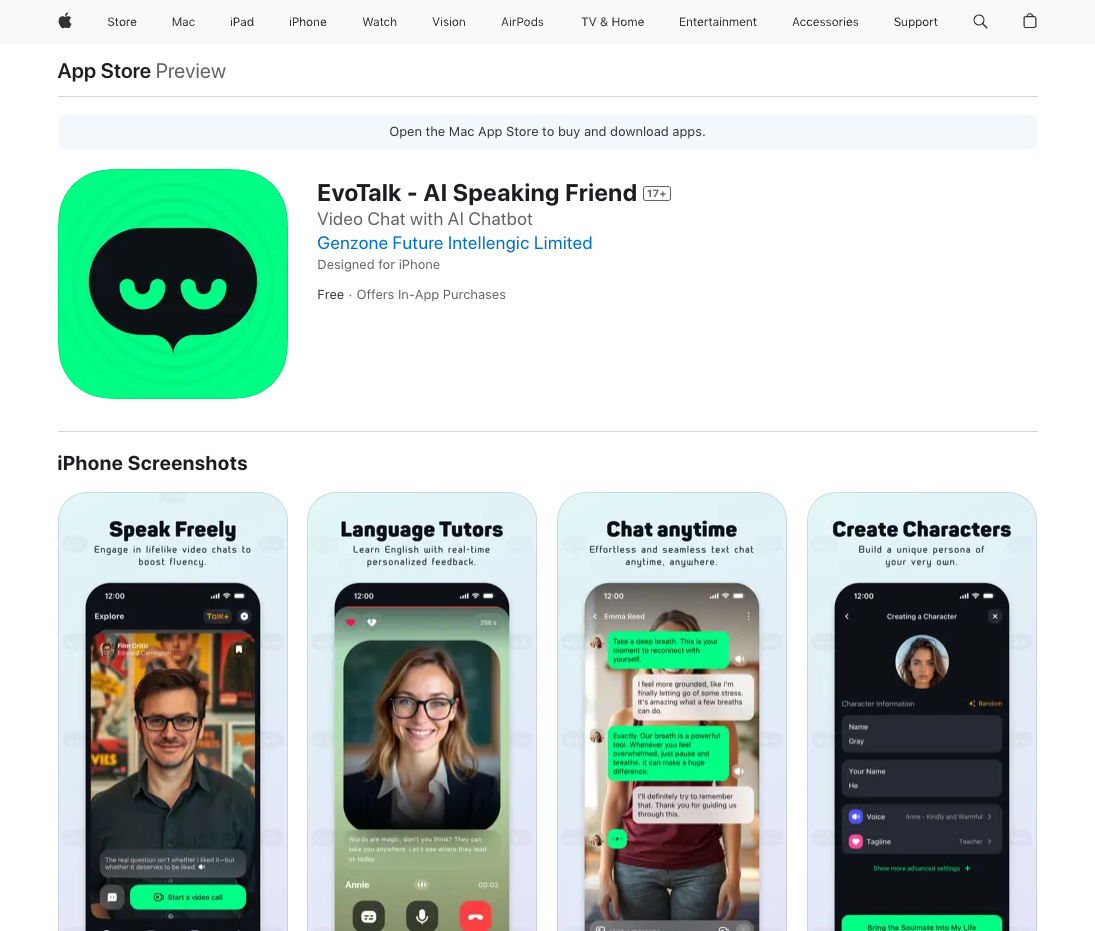 Store
Mac
iPad
iPhone
Watch
Vision
AirPods
TV & Home
Entertainment
Accessories
Support
App Store Preview
Open the Mac App Store to buy and download apps.
EvoTalk - AI Speaking Friend 17+
Video Chat with AI Chatbot
Genzone Future Intellengic Limited
Designed for iPhone
Free · Offers In-App Purchases
iPhone Screenshots
Speak Freely
Engage in lifelike video chats to
boost fluency.
12:00
Explore
Talk+
Film Critic
Edward Carrington
The real question isn't whether I liked it—but
whether it deserves to be liked.
Start a video call
Language Tutors
Learn English with real-time
personalized feedback.
12:00
298 s
Words are magic, don't you think? They can
take you anywhere. Let's see where they lead
us today.
Annie
00:02
Chat anytime
Effortless and seamless text chat
anytime, anywhere.
12:00
Emma Reed
Take a deep breath. This is your
moment to reconnect with
yourself.
I feel more grounded, like I'm
finally letting go of some stress.
It's amazing what a few breaths
can do.
Exactly. Our breath is a powerful
tool. Whenever you feel
overwhelmed, just pause and
breathe. It can make a huge
difference.
I'll definitely try to remember
that. Thank you for guiding us
through this.
Create Characters
Build a unique persona of
your very own.
12:00
Creating a Character
Character Information
Random
Name
Gray
Your Name
He
Voice
Anne - Kindly and Warmful
Tagline
Teacher
Show more advanced settings +
Bring the Soulmate Into My Life